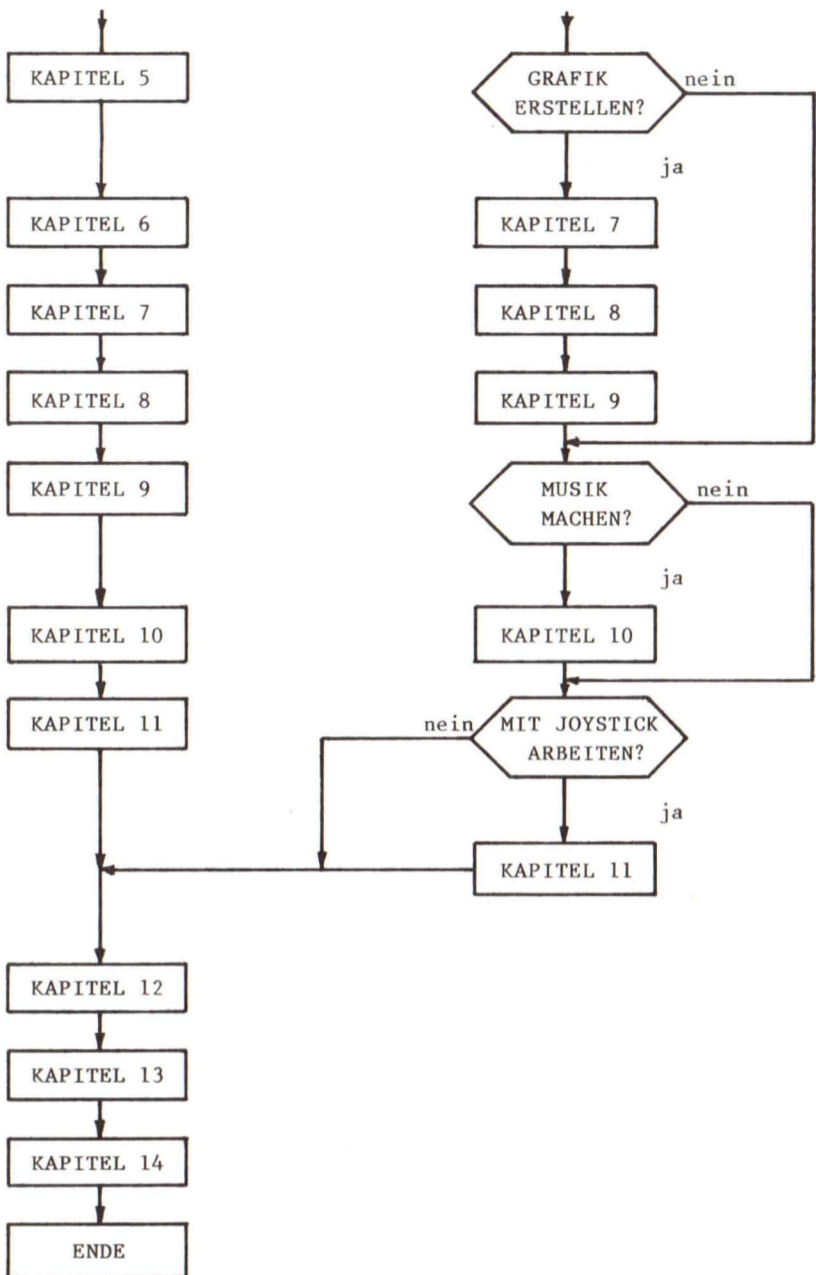 KAPITEL 5
KAPITEL 6
KAPITEL 7
KAPITEL 8
KAPITEL 9
KAPITEL 10
KAPITEL 11
KAPITEL 12
KAPITEL 13
KAPITEL 14
ENDE
GRAFIK
ERSTELLEN?
nein
ja
KAPITEL 7
KAPITEL 8
KAPITEL 9
MUSIK
MACHEN?
nein
ja
KAPITEL 10
nein
MIT JOYSTICK
ARBEITEN?
ja
KAPITEL 11